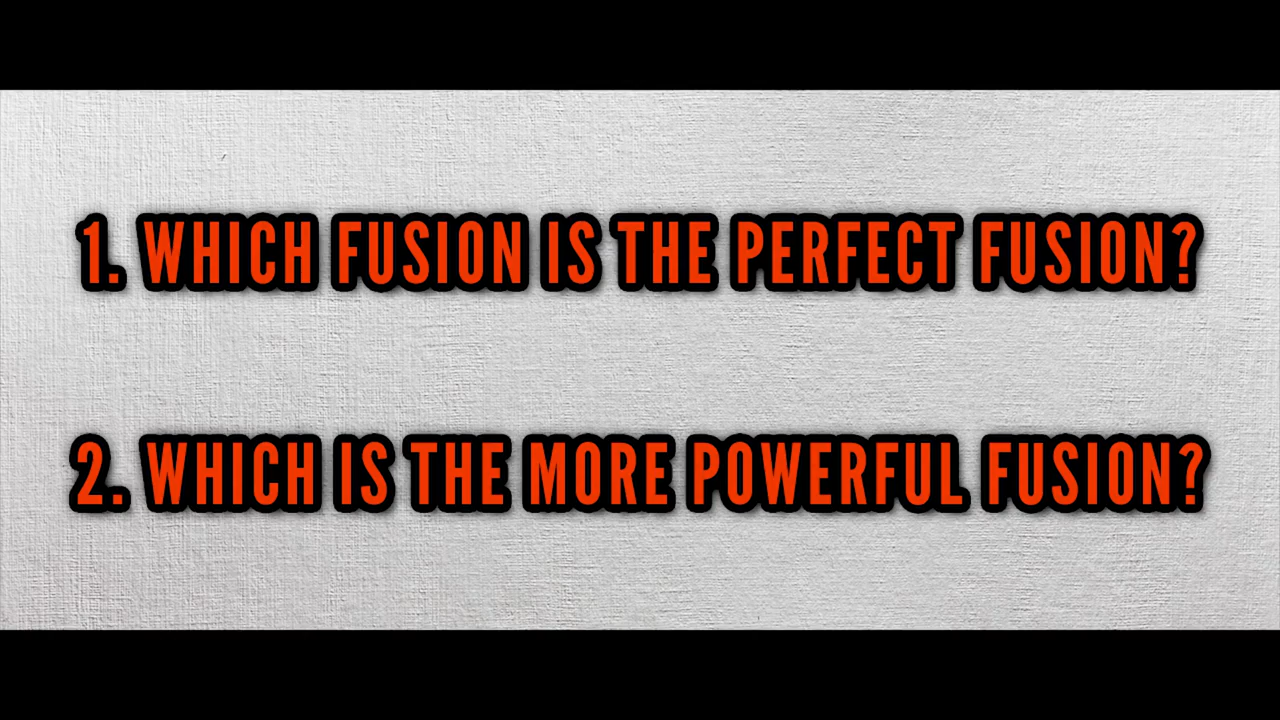 1. WHICH FUSION IS THE PERFECT FUSION?
2. WHICH IS THE MORE POWERFUL FUSION?